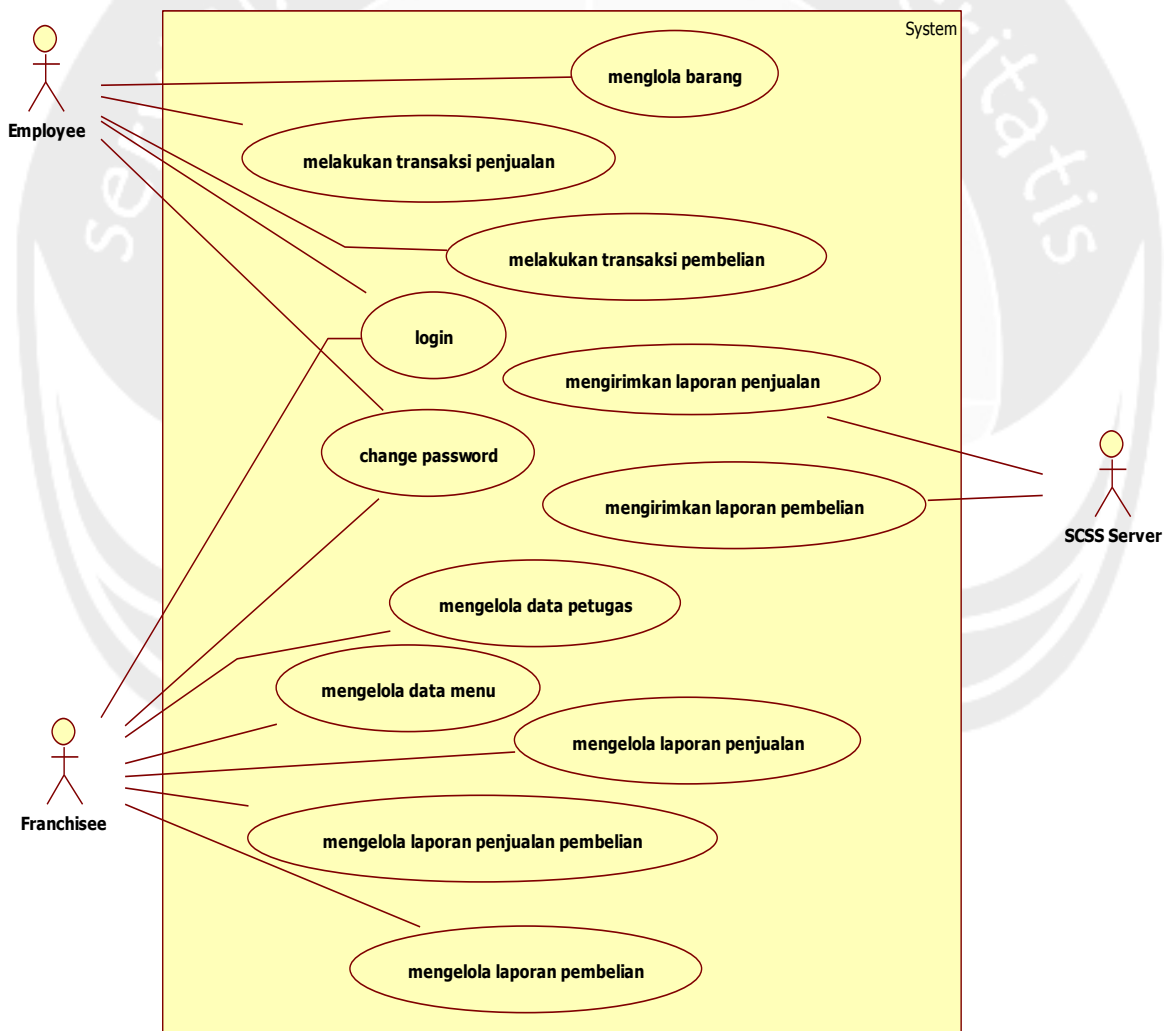 System
menglola barang
Employee
melakukan transaksi penjualan
melakukan transaksi pembelian
login
mengirimkan laporan penjualan
change password
mengirimkan laporan pembelian
SCSS Server
mengelola data petugas
mengelola data menu
mengelola laporan penjualan
Franchisee
mengelola laporan penjualan pembelian
mengelola laporan pembelian